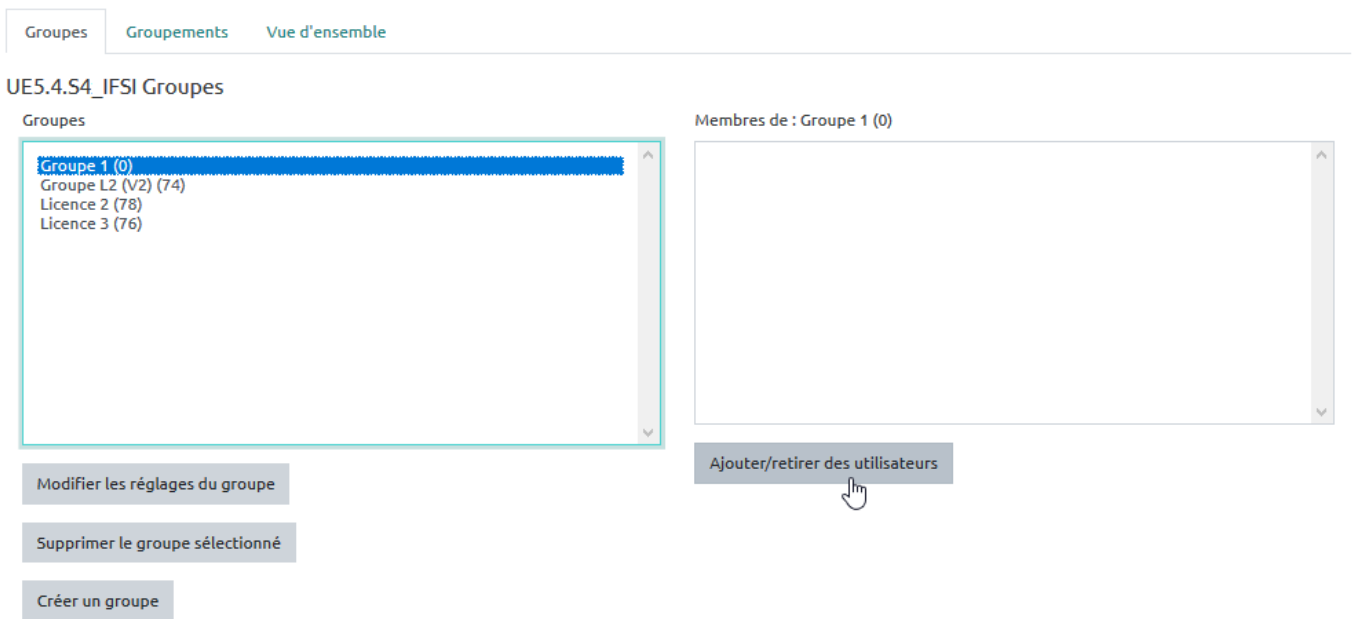 Groupes Groupements Vue d'ensemble
UE5.4.S4_IFSI Groupes
Groupes
Groupe 1 (0)
Groupe L2 (V2) (74)
Licence 2 (78)
Licence 3 (76)
Modifier les réglages du groupe
Supprimer le groupe sélectionné
Créer un groupe
Membres de : Groupe 1 (0)
Ajouter/retirer des utilisateurs